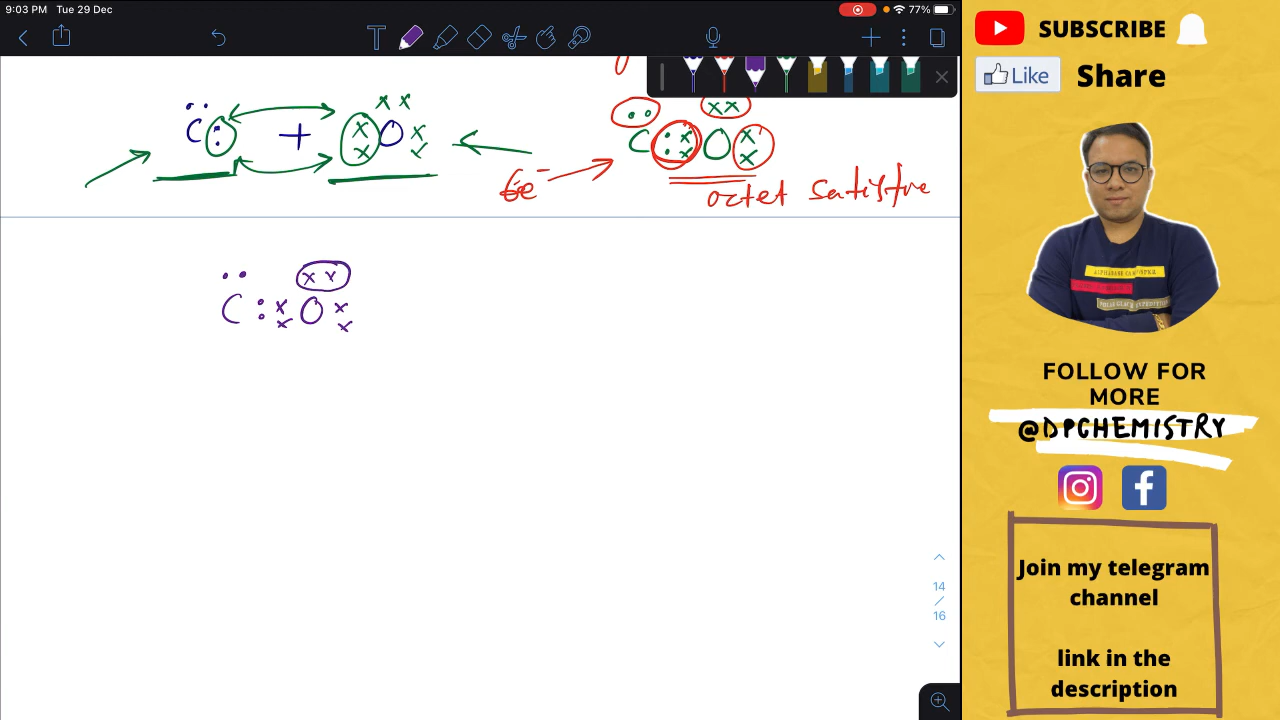 9:03 PM Tue 29 Dec
77%
C + O
C O
6e⁻
octet satisfive
C : O
14
/
16
SUBSCRIBE
Like Share
FOLLOW FOR
MORE
@DPCHEMISTRY
Join my telegram
channel
link in the
description